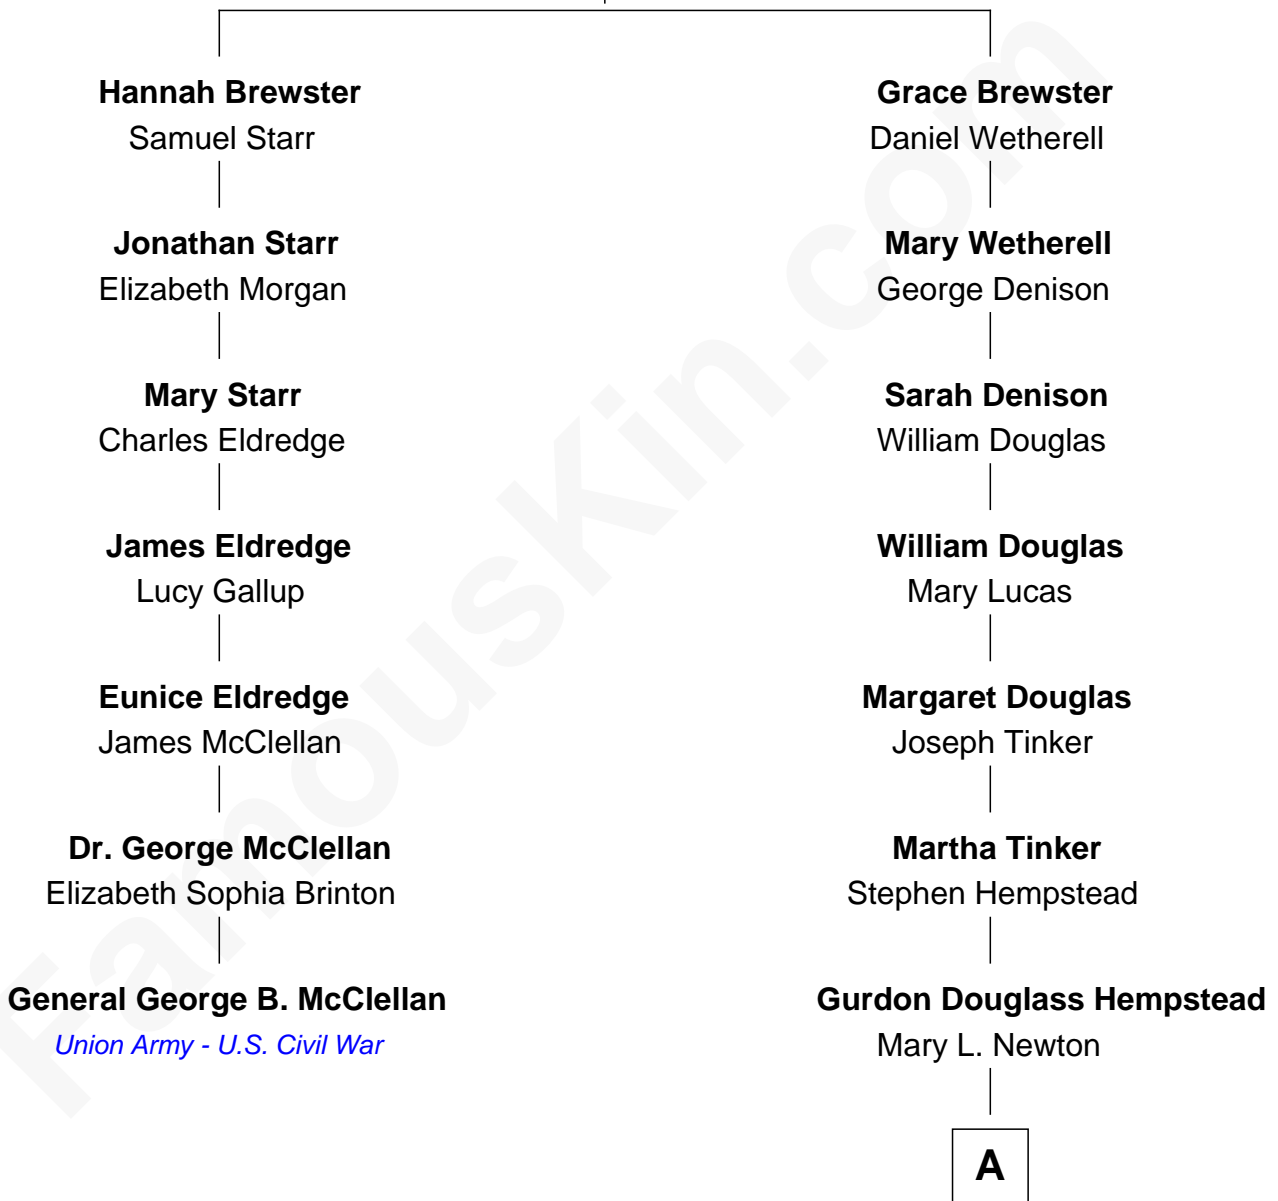 Hannah Brewster
Samuel Starr
Jonathan Starr
Elizabeth Morgan
Mary Starr
Charles Eldredge
James Eldredge
Lucy Gallup
Eunice Eldredge
James McClellan
Dr. George McClellan
Elizabeth Sophia Brinton
General George B. McClellan
Union Army - U.S. Civil War
Grace Brewster
Daniel Wetherell
Mary Wetherell
George Denison
Sarah Denison
William Douglas
William Douglas
Mary Lucas
Margaret Douglas
Joseph Tinker
Martha Tinker
Stephen Hempstead
Gurdon Douglass Hempstead
Mary L. Newton
A
FamousKin.com